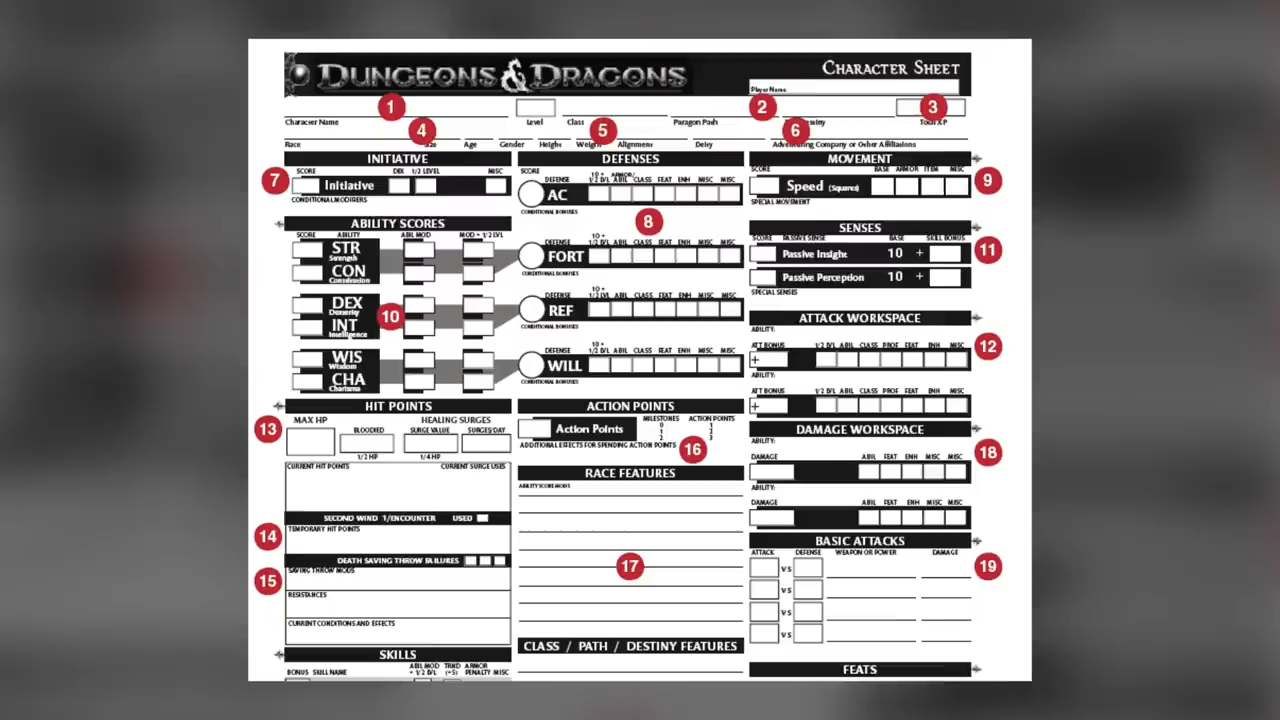 DUNGEONS & DRAGONS
CHARACTER SHEET
Player Name
1 2 3
Character Name Level Class Paragon Path Total XP
4 5 6
Race Size Age Gender Height Weight Alignment Deity Adventuring Company or Other Affiliations
INITIATIVE
7
SCORE DEX 1/2 LEVEL MISC
Initiative
CONDITIONAL MODIFIERS
ABILITY SCORES
SCORE ABILITY ABIL MOD MOD + 1/2 LVL
STR
Strength
CON
Constitution
DEX
Dexterity
10
INT
Intelligence
WIS
Wisdom
CHA
Charisma
HIT POINTS
13
MAX HP HEALING SURGES
BLOODIED SURGE VALUE SURGES/DAY
1/2 HP 1/4 HP
CURRENT HIT POINTS CURRENT SURGE USES
SECOND WIND 1/ENCOUNTER USED
14
TEMPORARY HIT POINTS
DEATH SAVING THROW FAILURES
15
SAVING THROW MODS
RESISTANCES
CURRENT CONDITIONS AND EFFECTS
SKILLS
ABIL MOD TRND ARMOR
BONUS SKILL NAME + 1/2 LVL (+5) PENALTY MISC
DEFENSES
SCORE
10 + ARMOR/
DEFENSE 1/2 LVL ABIL CLASS FEAT ENH MISC MISC
AC
CONDITIONAL BONUSES
8
10 +
DEFENSE 1/2 LVL ABIL CLASS FEAT ENH MISC MISC
FORT
CONDITIONAL BONUSES
10 +
DEFENSE 1/2 LVL ABIL CLASS FEAT ENH MISC MISC
REF
CONDITIONAL BONUSES
10 +
DEFENSE 1/2 LVL ABIL CLASS FEAT ENH MISC MISC
WILL
CONDITIONAL BONUSES
ACTION POINTS
MILESTONES ACTION POINTS
Action Points
0 1
1 2
2 3
ADDITIONAL EFFECTS FOR SPENDING ACTION POINTS
16
RACE FEATURES
ABILITY SCORE MODS
17
CLASS / PATH / DESTINY FEATURES
MOVEMENT
SCORE BASE ARMOR ITEM MISC MISC
Speed (Squares)
9
SPECIAL MOVEMENT
SENSES
SCORE PASSIVE SENSE BASE SKILL BONUS
Passive Insight 10 +
11
Passive Perception 10 +
SPECIAL SENSES
ATTACK WORKSPACE
ABILITY:
12
ATT BONUS 1/2 LVL ABIL CLASS PROF FEAT ENH MISC
+
ABILITY:
ATT BONUS 1/2 LVL ABIL CLASS PROF FEAT ENH MISC
+
DAMAGE WORKSPACE
ABILITY:
18
DAMAGE ABIL FEAT ENH MISC MISC
ABILITY:
DAMAGE ABIL FEAT ENH MISC MISC
BASIC ATTACKS
ATTACK DEFENSE WEAPON OR POWER DAMAGE
19
VS
VS
VS
VS
FEATS